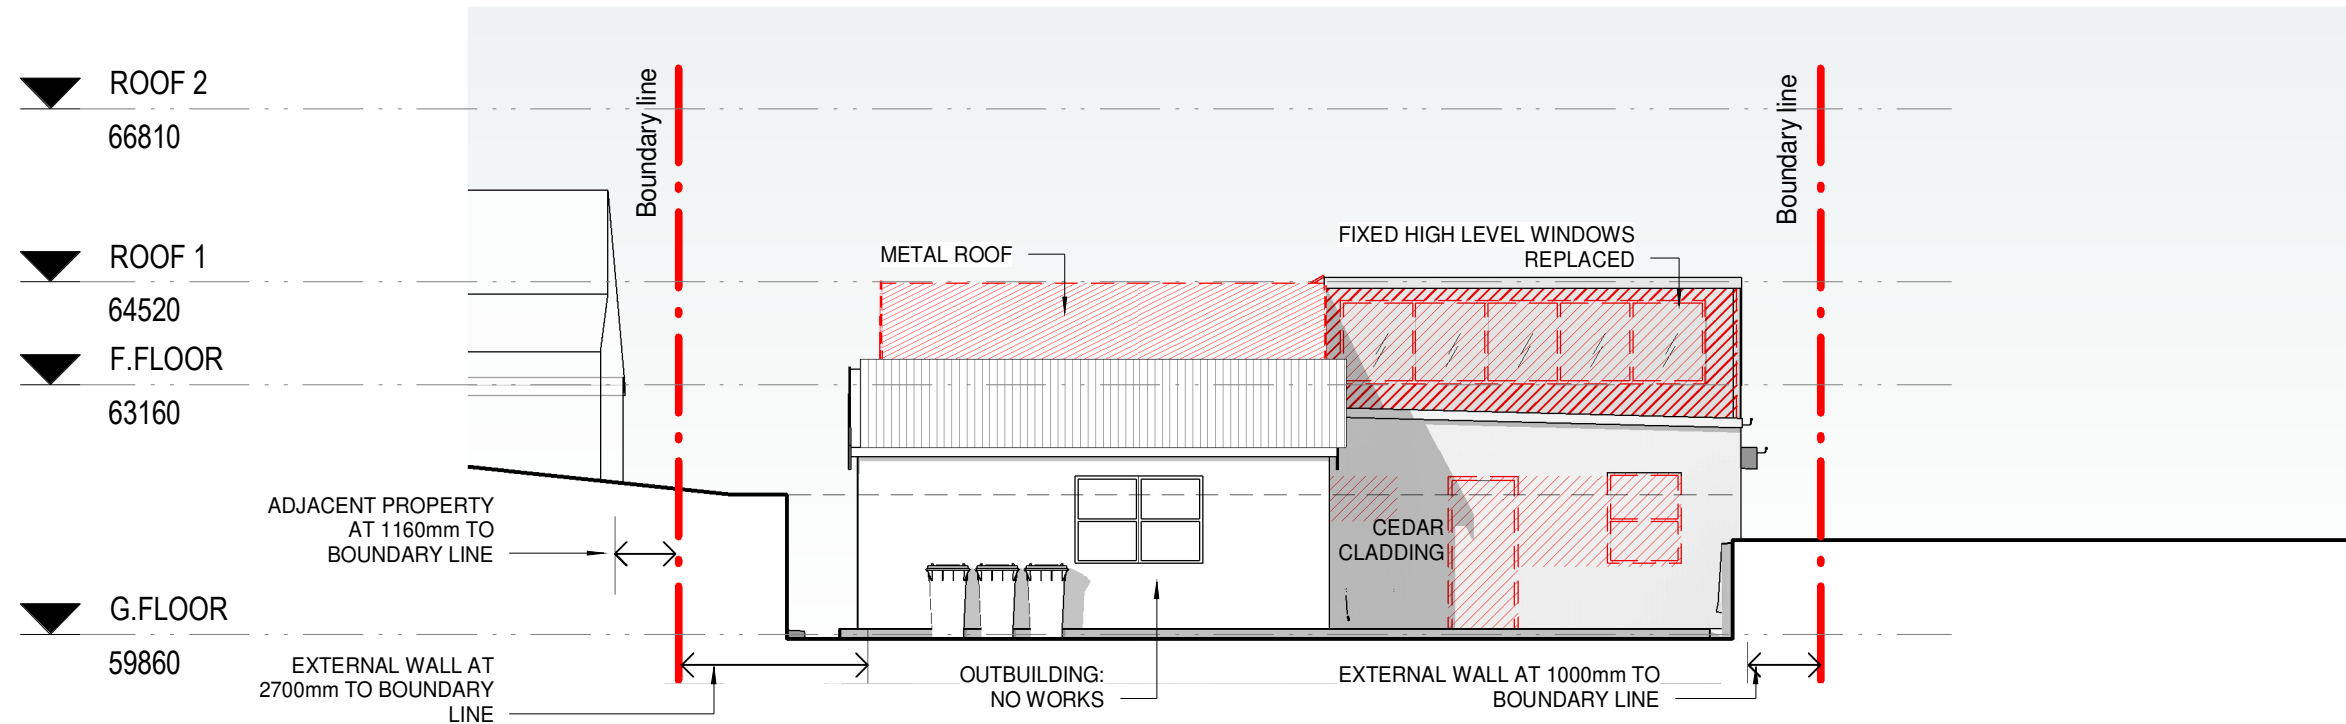 ROOF 2
66810
Boundary line
Boundary line
ROOF 1
64520
METAL ROOF
FIXED HIGH LEVEL WINDOWS
REPLACED
F.FLOOR
63160
ADJACENT PROPERTY
AT 1160mm TO
BOUNDARY LINE
CEDAR
CLADDING
G.FLOOR
59860
EXTERNAL WALL AT
2700mm TO BOUNDARY
LINE
OUTBUILDING:
NO WORKS
EXTERNAL WALL AT 1000mm TO
BOUNDARY LINE